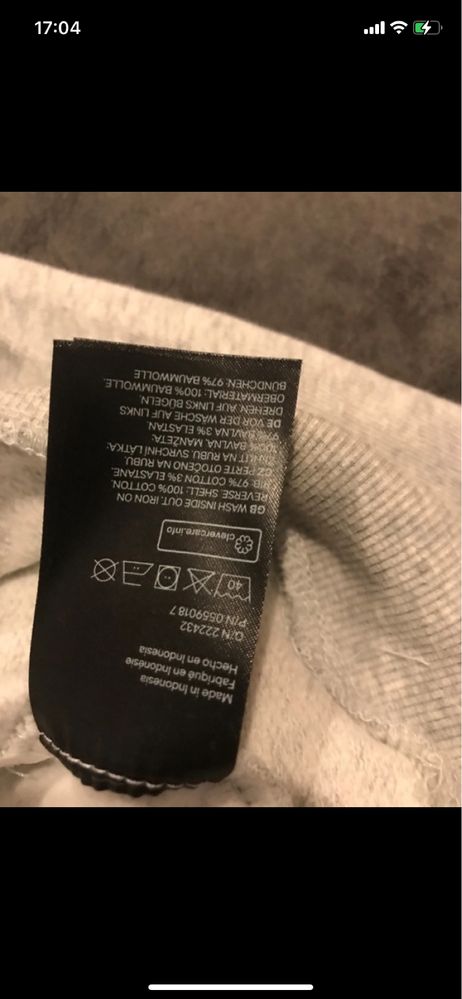 17:04
Made in Indonesia
Fabriqué en Indonésie
Hecho en Indonesia
O/N 222432
P/N 0559018 7
40
clevercare.info
GB WASH INSIDE OUT. IRON ON
REVERSE. SHELL: 100% COTTON.
RIB: 97% COTTON 3% ELASTANE.
CZ PERTE OTOČENO NA RUBU.
NA RUBU. SVRCHNÍ LÁTKA:
100% BAVLNA. MANŽETA:
97% BAVLNA 3% ELASTAN.
DE VOR DER WÄSCHE AUF LINKS
DREHEN. AUF LINKS BÜGELN.
OBERMATERIAL: 100% BAUMWOLLE.
BÜNDCHEN: 97% BAUMWOLLE